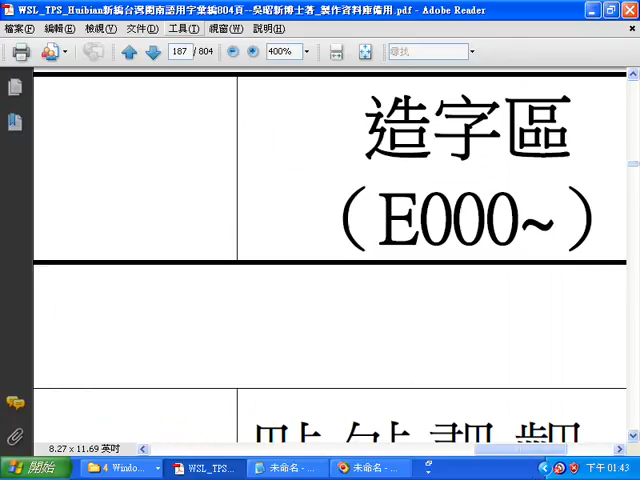 WSL_TPS_Huibian新編台灣閩南語用字彙編804頁--吳昭新博士著_製作資料庫備用.pdf - Adobe Reader
檔案(F) 編輯(E) 檢視(V) 文件(D) 工具(T) 視窗(W) 說明(H)
187 / 804 400% 尋找
造字區
（E000~）
8.27 x 11.69 英吋
開始 4 Windo... WSL_TPS... 未命名 - ... 未命名 - ... 下午 01:43